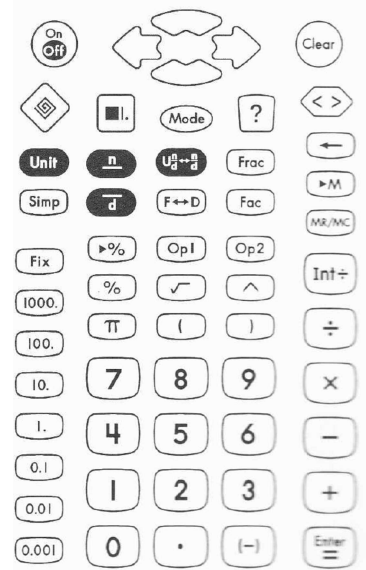 On
Off
Clear
■l.
Mode
?
< >
Unit
n
U n/d ↔ n/d
Frac
←
Simp
d
F↔D
Fac
▸M
▸%
Op1
Op2
MR/MC
Fix
%
√
^
Int÷
1000.
π
(
)
÷
100.
10.
7
8
9
×
1.
4
5
6
−
0.1
1
2
3
+
0.01
0.001
0
.
(−)
Enter
=